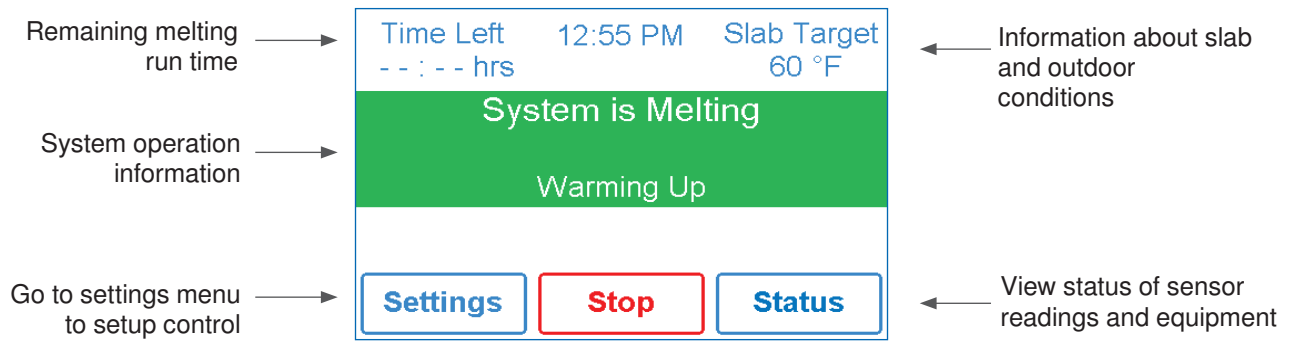 Remaining melting
run time
Time Left
- - : - - hrs
12:55 PM
Slab Target
60 °F
Information about slab
and outdoor
conditions
System operation
information
System is Melting
Warming Up
Go to settings menu
to setup control
Settings
Stop
Status
View status of sensor
readings and equipment